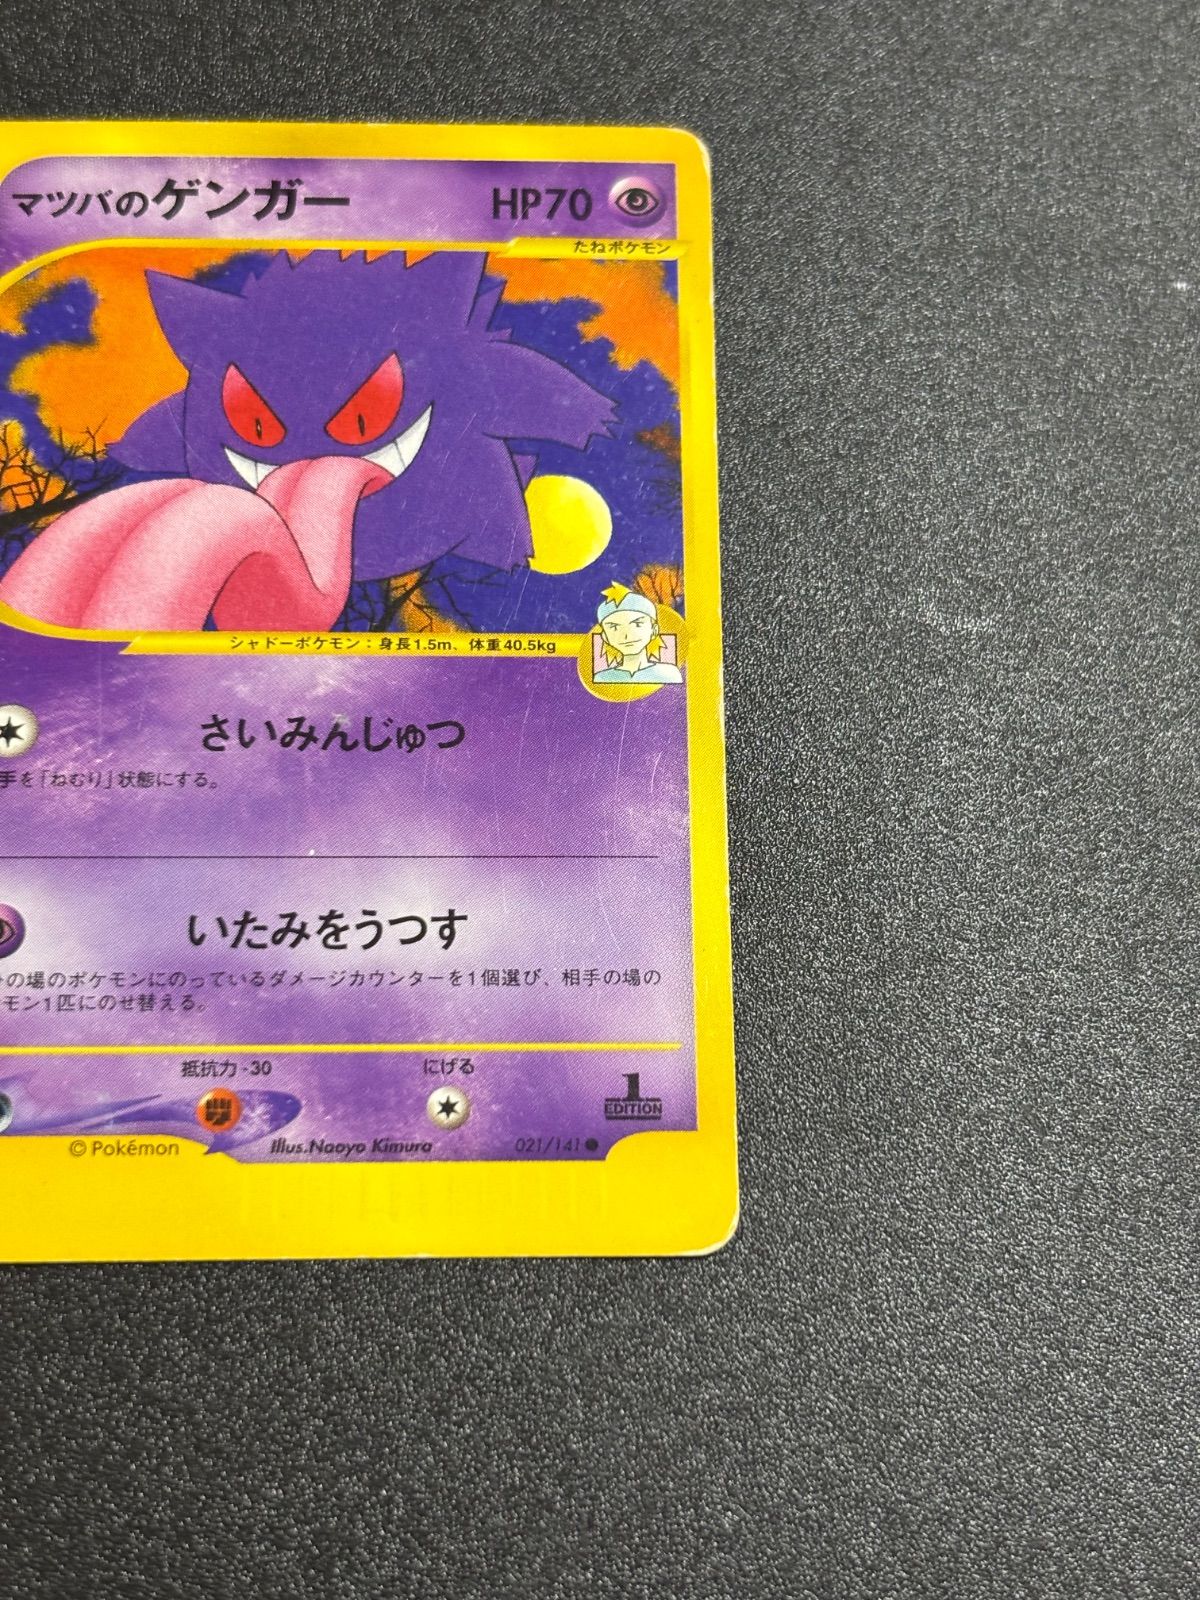 マツバのゲンガー HP70
たねポケモン
シャドーポケモン：身長1.5m、体重40.5kg
さいみんじゅつ
手を「ねむり」状態にする。
いたみをうつす
の場のポケモンにのっているダメージカウンターを1個選び、相手の場の
モン1匹にのせ替える。
抵抗力 -30 にげる
1 EDITION
© Pokémon Illus. Naoyo Kimura 021/141